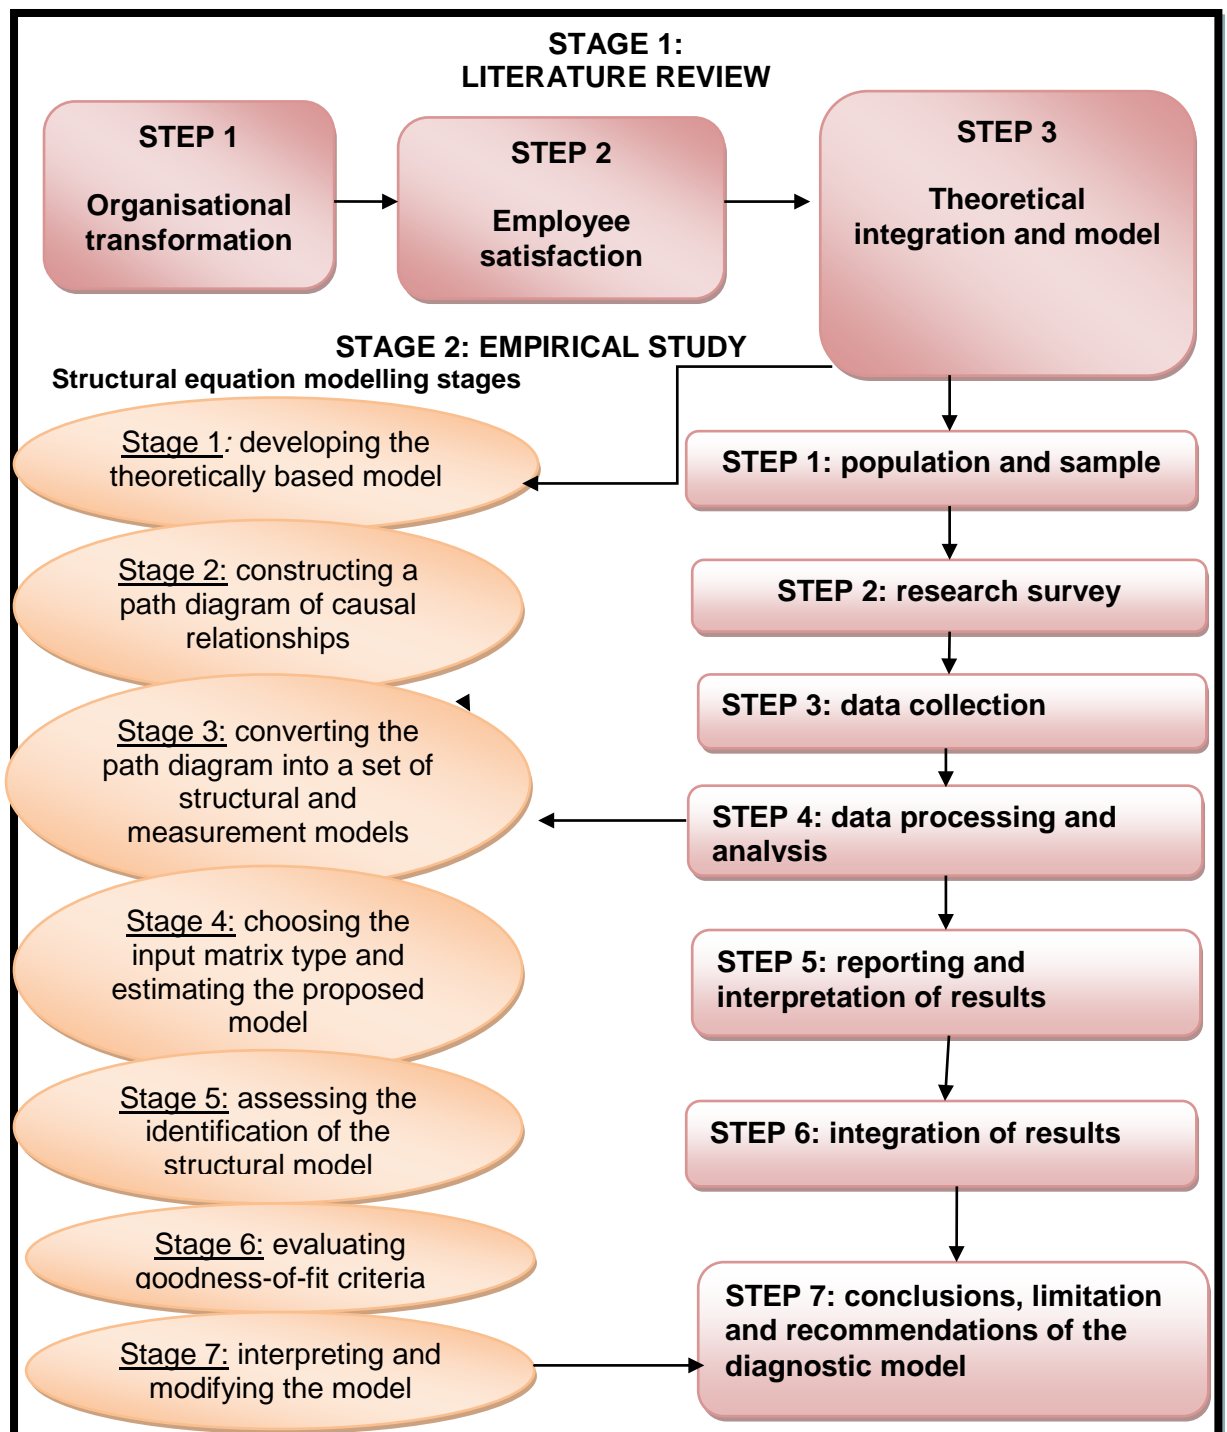 STAGE 1:
LITERATURE REVIEW
STEP 1
Organisational
transformation
STEP 2
Employee
satisfaction
STEP 3
Theoretical
integration and model
STAGE 2: EMPIRICAL STUDY
Structural equation modelling stages
Stage 1: developing the
theoretically based model
Stage 2: constructing a
path diagram of causal
relationships
Stage 3: converting the
path diagram into a set of
structural and
measurement models
Stage 4: choosing the
input matrix type and
estimating the proposed
model
Stage 5: assessing the
identification of the
structural model
Stage 6: evaluating
goodness-of-fit criteria
Stage 7: interpreting and
modifying the model
STEP 1: population and sample
STEP 2: research survey
STEP 3: data collection
STEP 4: data processing and
analysis
STEP 5: reporting and
interpretation of results
STEP 6: integration of results
STEP 7: conclusions, limitation
and recommendations of the
diagnostic model